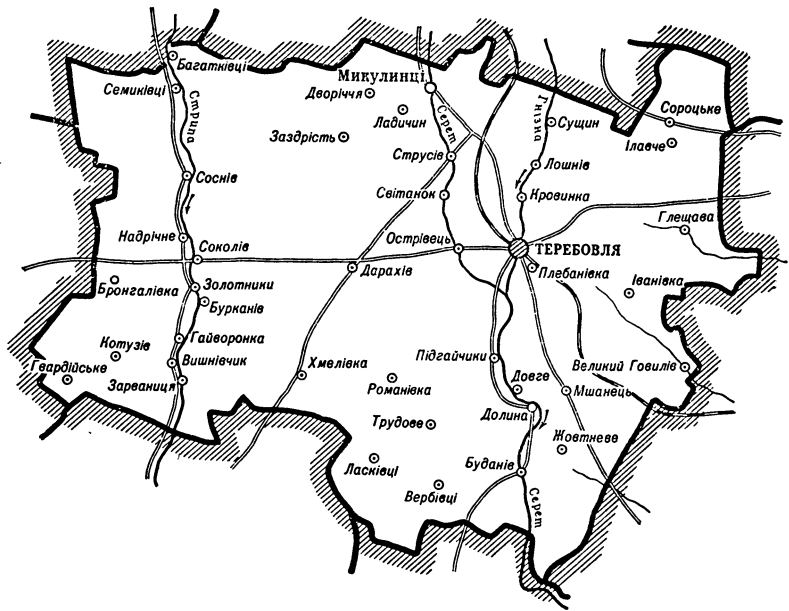 Багатківці
Семиківці
Стрипа
Микулинці
Дворіччя
Ладичин
Серет
Заздрість
Струсів
Гнізна
Сущин
Сороцьке
Ілавче
Лошнів
Соснів
Світанок
Кровинка
Глещава
Надрічне
Соколів
Острівець
ТЕРЕБОВЛЯ
Дарахів
Плебанівка
Бронгалівка
Золотники
Бурканів
Іванівка
Гайворонка
Котузів
Вишнівчик
Гвардійське
Зарваниця
Хмелівка
Підгайчики
Романівка
Довге
Великий Говилів
Мшанець
Трудове
Долина
Жовтневе
Ласківці
Буданів
Вербівці
Серет